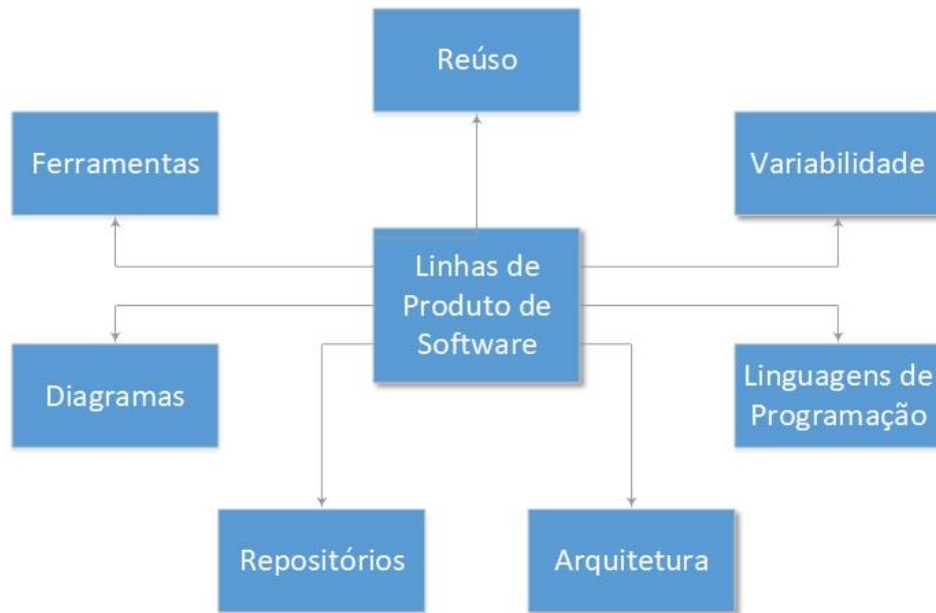 Reúso
Ferramentas
Variabilidade
Linhas de
Produto de
Software
Diagramas
Linguagens de
Programação
Repositórios
Arquitetura